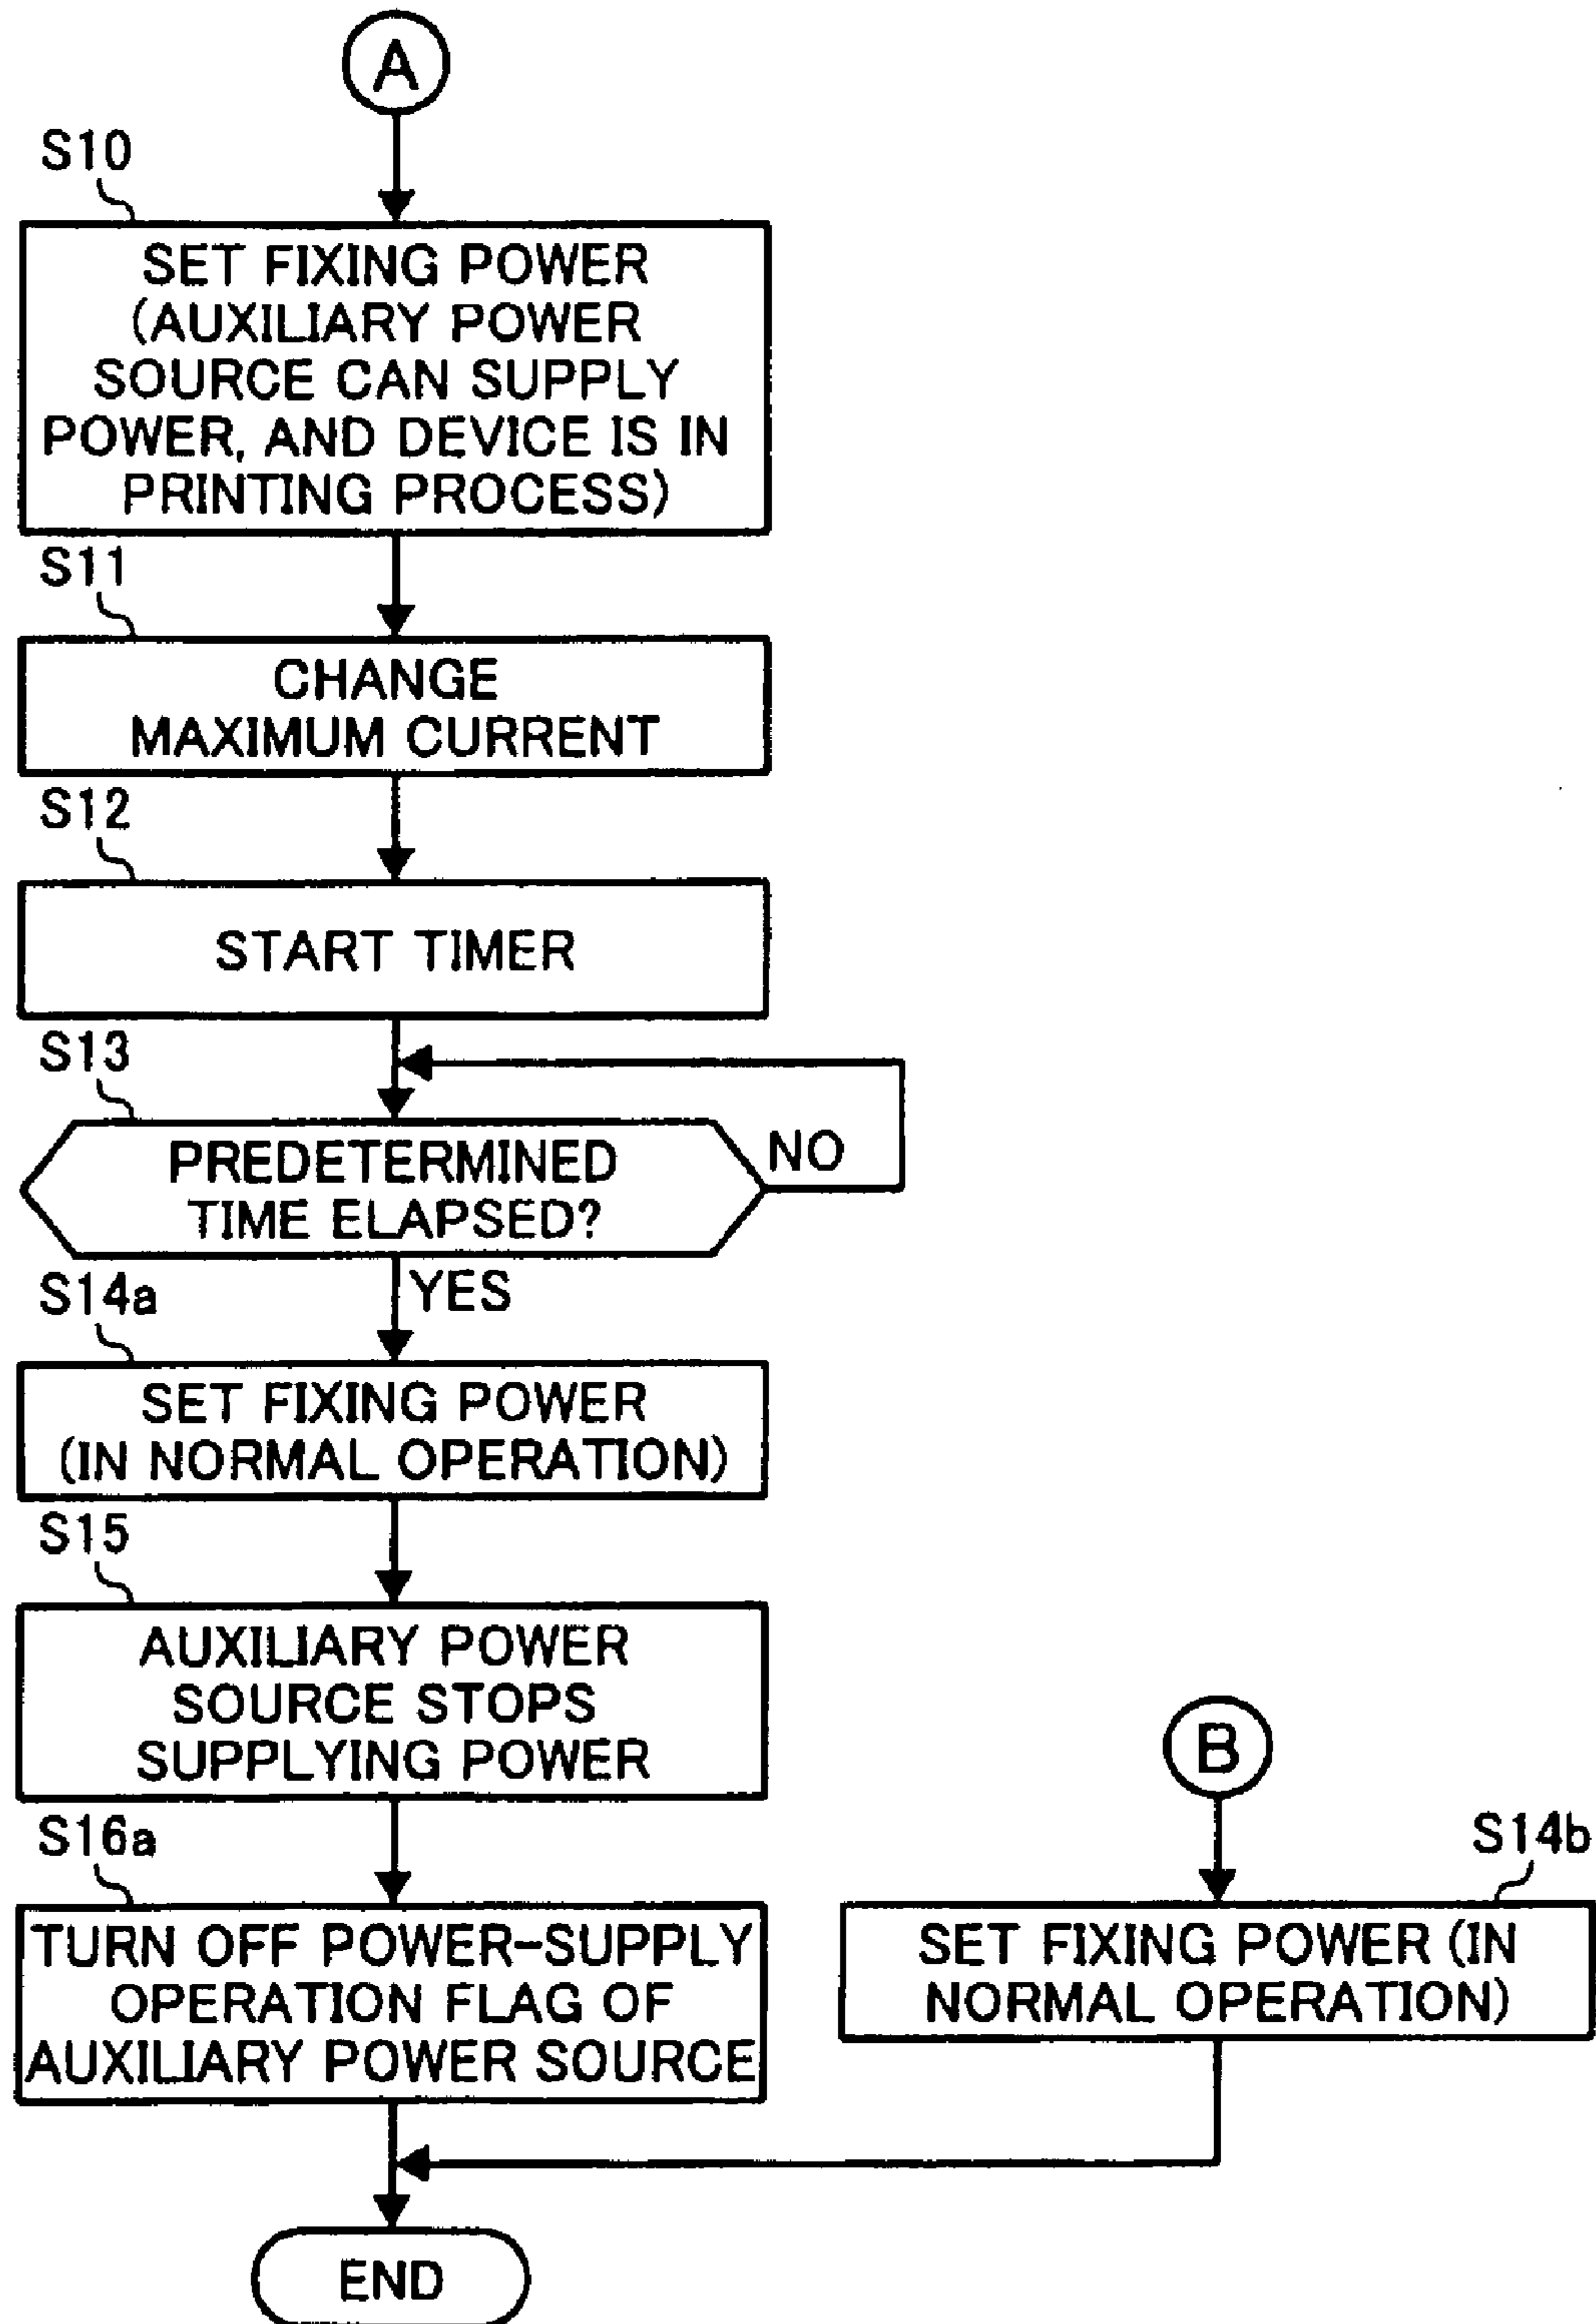 A
S10
SET FIXING POWER
(AUXILIARY POWER
SOURCE CAN SUPPLY
POWER, AND DEVICE IS IN
PRINTING PROCESS)
S11
CHANGE
MAXIMUM CURRENT
S12
START TIMER
S13
PREDETERMINED
TIME ELAPSED?
NO
YES
S14a
SET FIXING POWER
(IN NORMAL OPERATION)
S15
AUXILIARY POWER
SOURCE STOPS
SUPPLYING POWER
S16a
TURN OFF POWER-SUPPLY
OPERATION FLAG OF
AUXILIARY POWER SOURCE
B
S14b
SET FIXING POWER (IN
NORMAL OPERATION)
END